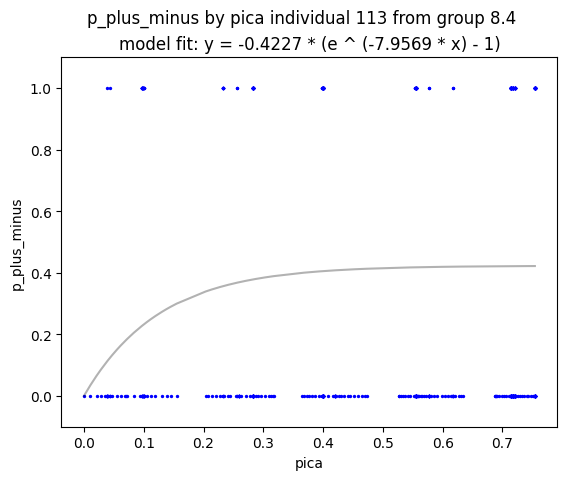 p_plus_minus by pica individual 113 from group 8.4
model fit: y = -0.4227 * (e ^ (-7.9569 * x) - 1)
1.0
0.8
0.6
0.4
0.2
0.0
p_plus_minus
0.0 0.1 0.2 0.3 0.4 0.5 0.6 0.7
pica